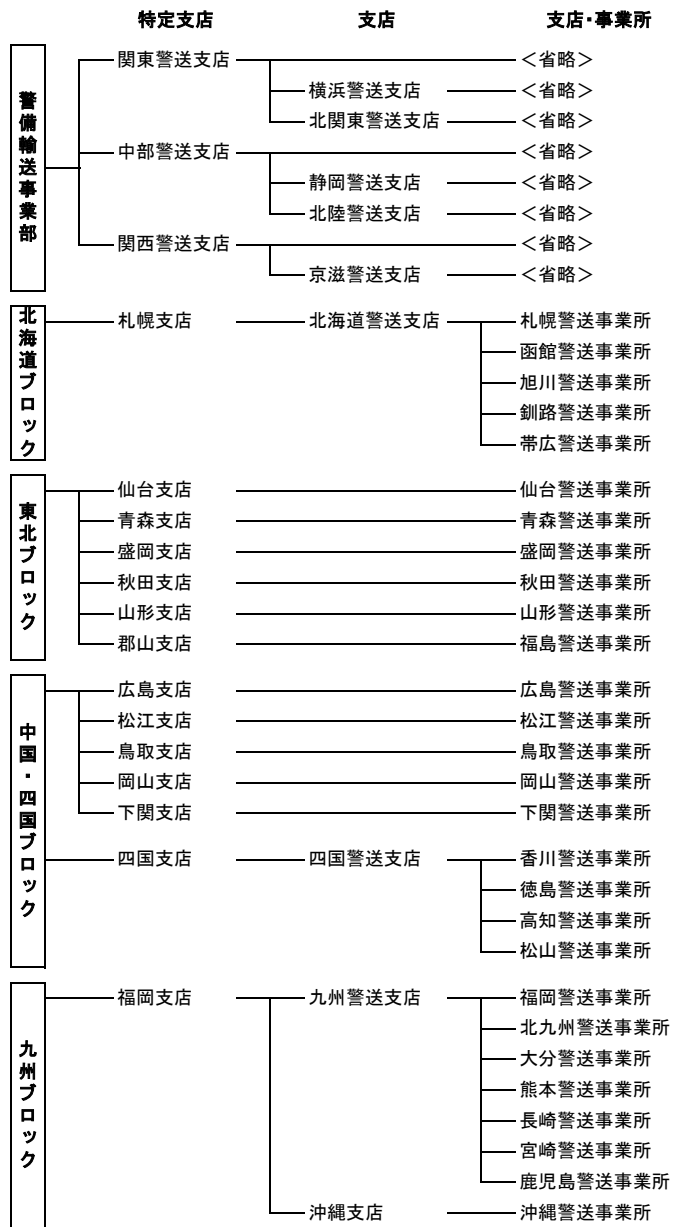 特定支店 支店 支店・事業所
警備輸送事業部
関東警送支店 ＜省略＞
横浜警送支店 ＜省略＞
北関東警送支店 ＜省略＞
中部警送支店 ＜省略＞
静岡警送支店 ＜省略＞
北陸警送支店 ＜省略＞
関西警送支店 ＜省略＞
京滋警送支店 ＜省略＞
北海道ブロック
札幌支店 北海道警送支店 札幌警送事業所
函館警送事業所
旭川警送事業所
釧路警送事業所
帯広警送事業所
東北ブロック
仙台支店 仙台警送事業所
青森支店 青森警送事業所
盛岡支店 盛岡警送事業所
秋田支店 秋田警送事業所
山形支店 山形警送事業所
郡山支店 福島警送事業所
中国・四国ブロック
広島支店 広島警送事業所
松江支店 松江警送事業所
鳥取支店 鳥取警送事業所
岡山支店 岡山警送事業所
下関支店 下関警送事業所
四国支店 四国警送支店 香川警送事業所
徳島警送事業所
高知警送事業所
松山警送事業所
九州ブロック
福岡支店 九州警送支店 福岡警送事業所
北九州警送事業所
大分警送事業所
熊本警送事業所
長崎警送事業所
宮崎警送事業所
鹿児島警送事業所
沖縄支店 沖縄警送事業所